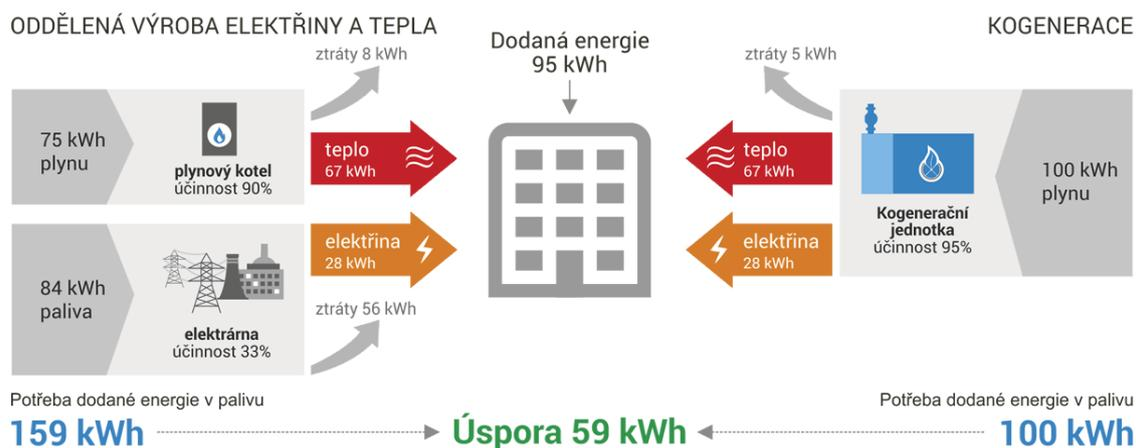 ODDĚLENÁ VÝROBA ELEKTŘINY A TEPLA
ztráty 8 kWh
75 kWh
plynu
plynový kotel
účinnost 90%
teplo
67 kWh
84 kWh
paliva
elektrárna
účinnost 33%
elektřina
28 kWh
ztráty 56 kWh
Dodaná energie
95 kWh
KOGENERACE
ztráty 5 kWh
teplo
67 kWh
elektřina
28 kWh
Kogenerační
jednotka
účinnost 95%
100 kWh
plynu
Potřeba dodané energie v palivu
159 kWh
Úspora 59 kWh
Potřeba dodané energie v palivu
100 kWh